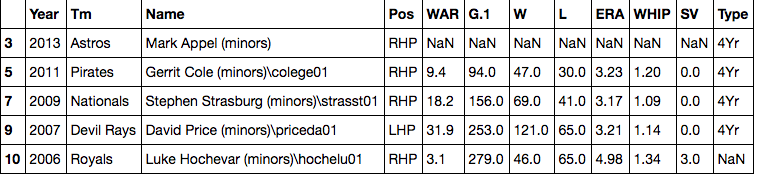 Year Tm Name Pos WAR G.1 W L ERA WHIP SV Type
3 2013 Astros Mark Appel (minors) RHP NaN NaN NaN NaN NaN NaN NaN 4Yr
5 2011 Pirates Gerrit Cole (minors)\colege01 RHP 9.4 94.0 47.0 30.0 3.23 1.20 0.0 4Yr
7 2009 Nationals Stephen Strasburg (minors)\strasst01 RHP 18.2 156.0 69.0 41.0 3.17 1.09 0.0 4Yr
9 2007 Devil Rays David Price (minors)\priceda01 LHP 31.9 253.0 121.0 65.0 3.21 1.14 0.0 4Yr
10 2006 Royals Luke Hochevar (minors)\hochelu01 RHP 3.1 279.0 46.0 65.0 4.98 1.34 3.0 NaN